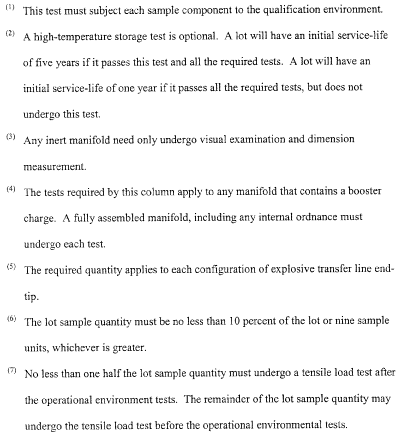 (1) This test must subject each sample component to the qualification environment.
(2) A high-temperature storage test is optional. A lot will have an initial service-life
of five years if it passes this test and all the required tests. A lot will have an
initial service-life of one year if it passes all the required tests, but does not
undergo this test.
(3) Any inert manifold need only undergo visual examination and dimension
measurement.
(4) The tests required by this column apply to any manifold that contains a booster
charge. A fully assembled manifold, including any internal ordnance must
undergo each test.
(5) The required quantity applies to each configuration of explosive transfer line end-
tip.
(6) The lot sample quantity must be no less than 10 percent of the lot or nine sample
units, whichever is greater.
(7) No less than one half the lot sample quantity must undergo a tensile load test after
the operational environment tests. The remainder of the lot sample quantity may
undergo the tensile load test before the operational environmental tests.